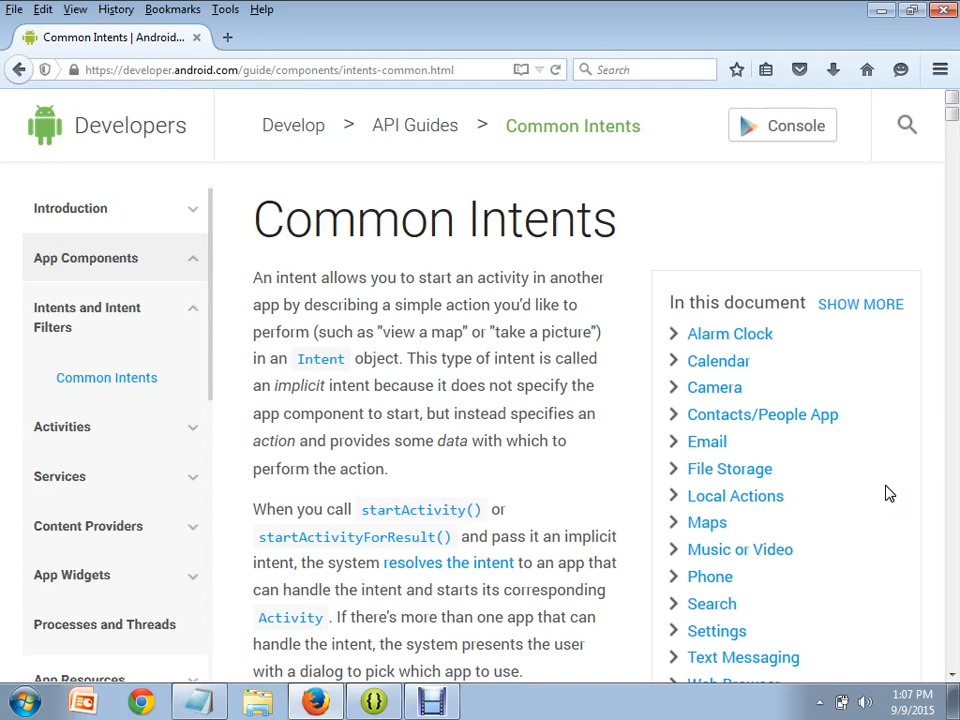 File Edit View History Bookmarks Tools Help
Common Intents | Android...
https://developer.android.com/guide/components/intents-common.html
Search
Developers
Develop > API Guides > Common Intents
Console
Introduction
App Components
Intents and Intent
Filters
Common Intents
Activities
Services
Content Providers
App Widgets
Processes and Threads
App Resources
Common Intents
An intent allows you to start an activity in another
app by describing a simple action you'd like to
perform (such as "view a map" or "take a picture")
in an Intent object. This type of intent is called
an implicit intent because it does not specify the
app component to start, but instead specifies an
action and provides some data with which to
perform the action.
When you call startActivity() or
startActivityForResult() and pass it an implicit
intent, the system resolves the intent to an app that
can handle the intent and starts its corresponding
Activity. If there's more than one app that can
handle the intent, the system presents the user
with a dialog to pick which app to use.
In this document SHOW MORE
Alarm Clock
Calendar
Camera
Contacts/People App
Email
File Storage
Local Actions
Maps
Music or Video
Phone
Search
Settings
Text Messaging
Web Browser
1:07 PM
9/9/2015